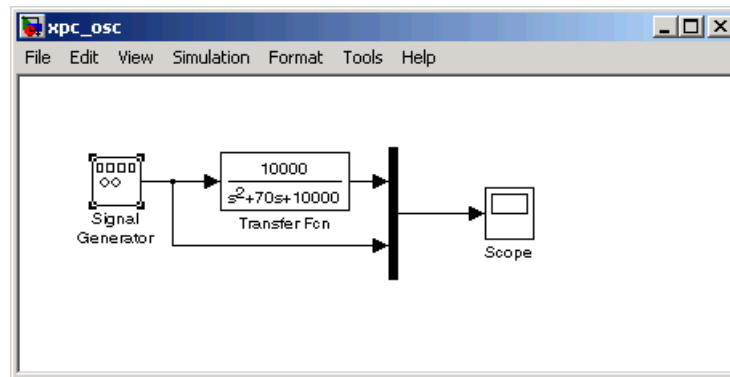 xpc_osc
File Edit View Simulation Format Tools Help
10000
s²+70s+10000
Transfer Fcn
Signal
Generator
Scope